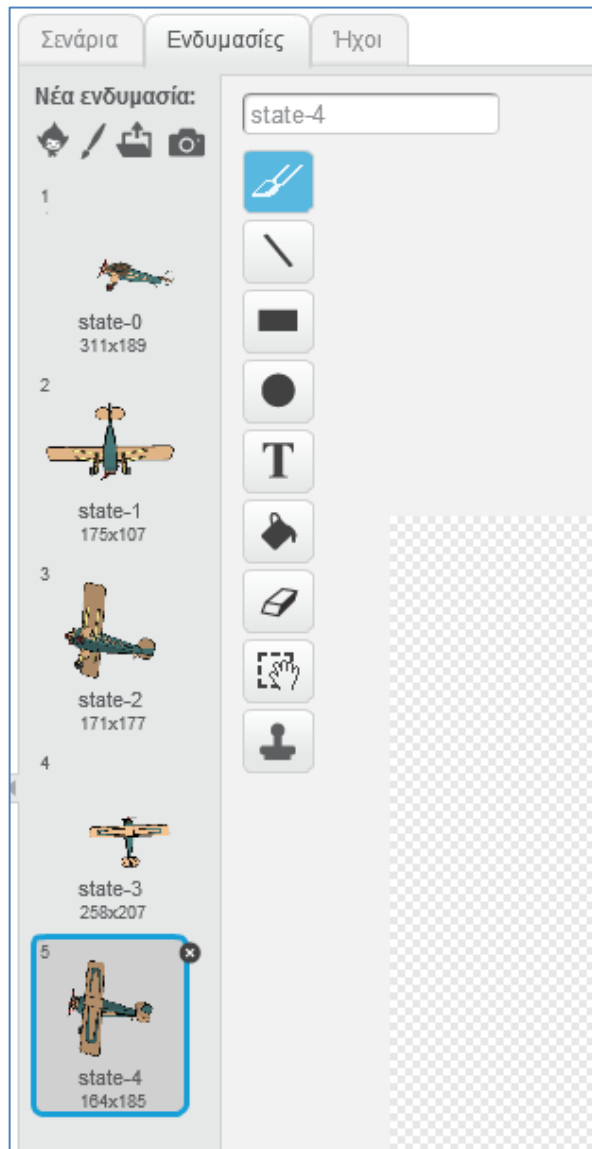 Σενάρια Ενδυμασίες Ήχοι
Νέα ενδυμασία:
state-4
1
state-0
311x189
2
state-1
175x107
3
state-2
171x177
4
state-3
258x207
5
state-4
164x185
T